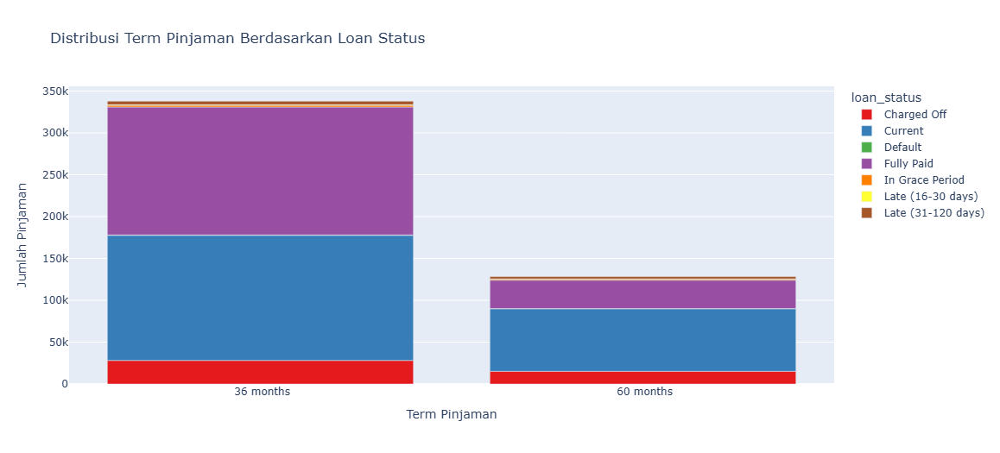 Distribusi Term Pinjaman Berdasarkan Loan Status
350k
300k
250k
200k
150k
100k
50k
0
Jumlah Pinjaman
36 months
60 months
Term Pinjaman
loan_status
Charged Off
Current
Default
Fully Paid
In Grace Period
Late (16-30 days)
Late (31-120 days)